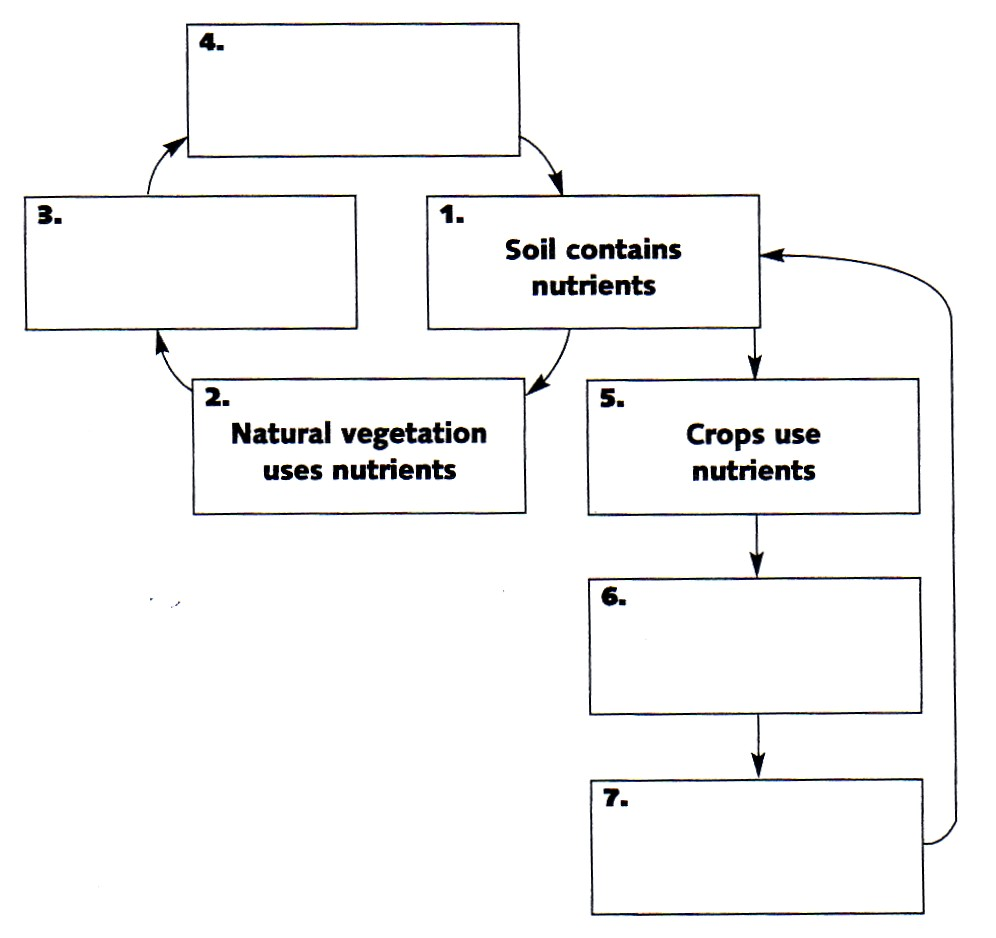 4.
3.
1.
Soil contains
nutrients
2.
Natural vegetation
uses nutrients
5.
Crops use
nutrients
6.
7.